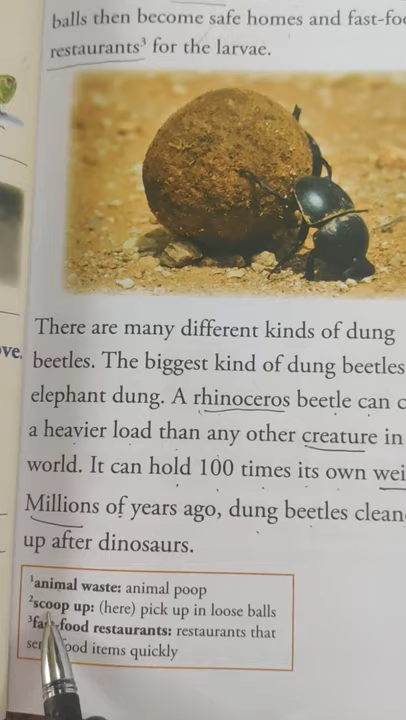 balls then become safe homes and fast-foo
restaurants³ for the larvae.
There are many different kinds of dung
ve.
beetles. The biggest kind of dung beetles
elephant dung. A rhinoceros beetle can c
a heavier load than any other creature in
world. It can hold 100 times its own wei
Millions of years ago, dung beetles clean
up after dinosaurs.
¹animal waste: animal poop
²scoop up: (here) pick up in loose balls
³fast-food restaurants: restaurants that
food items quickly